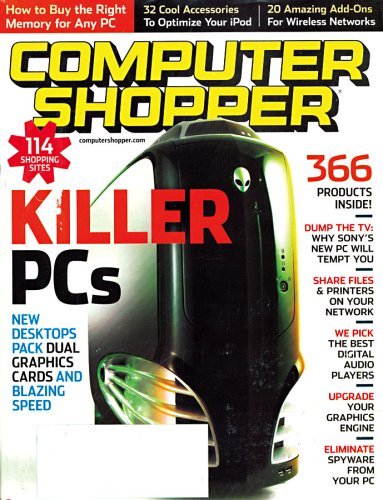 How to Buy the Right
Memory for Any PC
32 Cool Accessories
To Optimize Your iPod
20 Amazing Add-Ons
For Wireless Networks
COMPUTER
SHOPPER
computershopper.com
114
SHOPPING
SITES
KILLER
PCs
NEW
DESKTOPS
PACK DUAL
GRAPHICS
CARDS AND
BLAZING
SPEED
366
PRODUCTS
INSIDE!
DUMP THE TV:
WHY SONY'S
NEW PC WILL
TEMPT YOU
SHARE FILES
& PRINTERS
ON YOUR
NETWORK
WE PICK
THE BEST
DIGITAL
AUDIO
PLAYERS
UPGRADE
YOUR
GRAPHICS
ENGINE
ELIMINATE
SPYWARE
FROM
YOUR PC